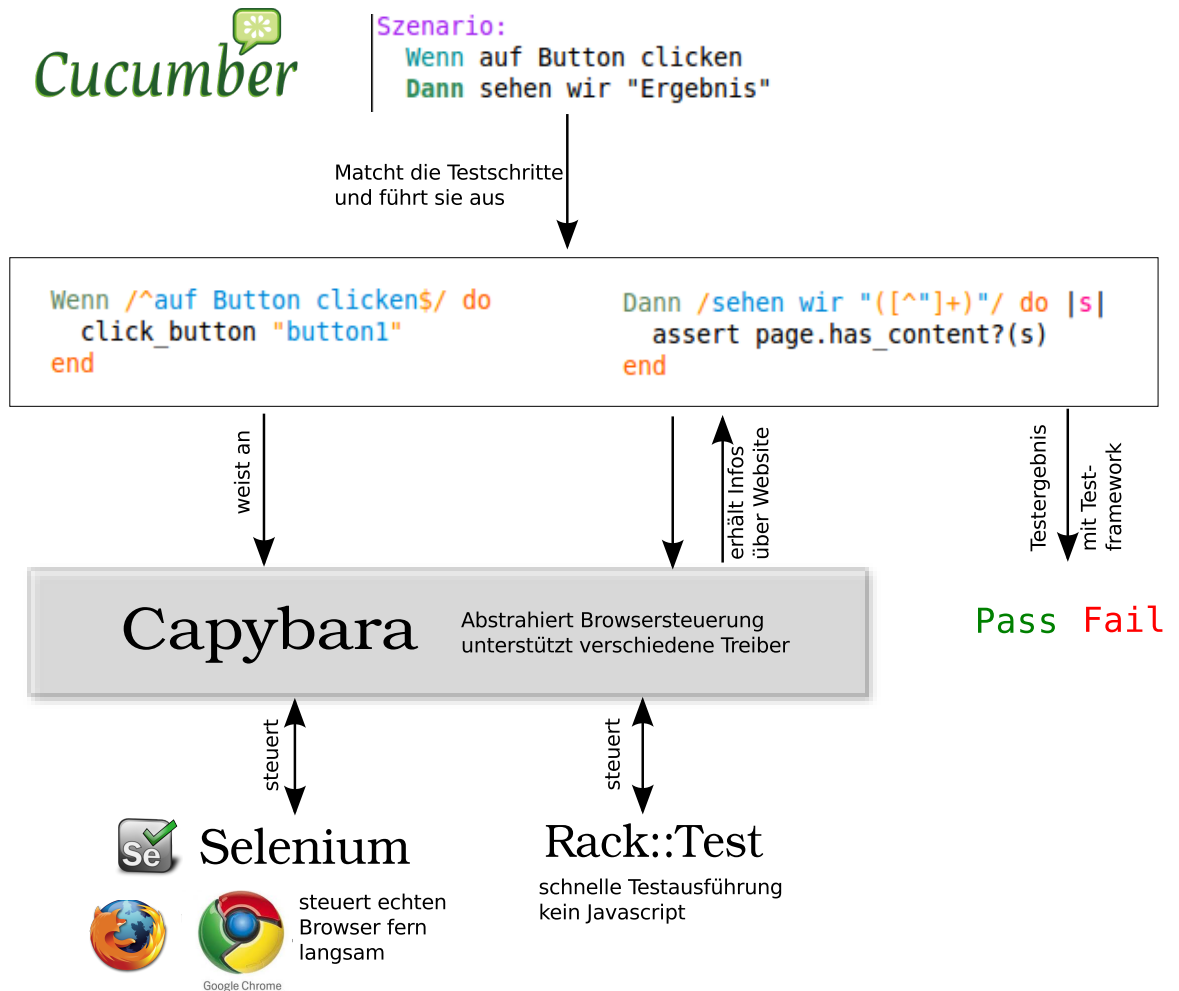 Cucumber
Szenario:
Wenn auf Button clicken
Dann sehen wir "Ergebnis"
Matcht die Testschritte
und führt sie aus
Wenn /^auf Button clicken$/ do
click_button "button1"
end
Dann /sehen wir "([^"]+)"/ do |s|
assert page.has_content?(s)
end
weist an
erhält Infos
über Website
Testergebnis
mit Test-
framework
Capybara
Abstrahiert Browsersteuerung
unterstützt verschiedene Treiber
Pass Fail
steuert
steuert
Se
Selenium
steuert echten
Browser fern
langsam
Google Chrome
Rack::Test
schnelle Testausführung
kein Javascript